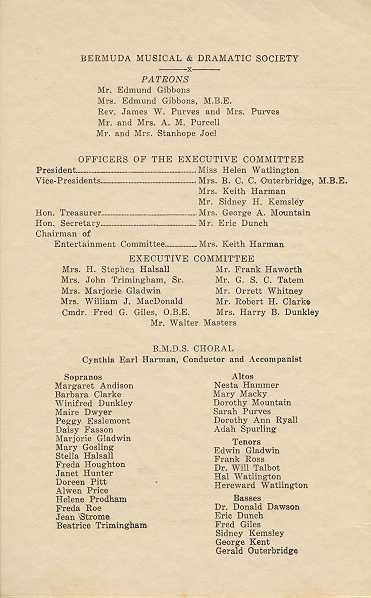 BERMUDA MUSICAL & DRAMATIC SOCIETY
x
PATRONS
Mr. Edmund Gibbons
Mrs. Edmund Gibbons, M.B.E.
Rev. James W. Purves and Mrs. Purves
Mr. and Mrs. A. M. Purcell
Mr. and Mrs. Stanhope Joel
OFFICERS OF THE EXECUTIVE COMMITTEE
President Miss Helen Watlington
Vice-Presidents Mrs. B. C. C. Outerbridge, M.B.E.
Mrs. Keith Harman
Mr. Sidney H. Kemsley
Hon. Treasurer Mrs. George A. Mountain
Hon. Secretary Mr. Eric Dunch
Chairman of
Entertainment Committee Mrs. Keith Harman
EXECUTIVE COMMITTEE
Mrs. H. Stephen Halsall Mr. Frank Haworth
Mrs. John Trimingham, Sr. Mr. G. S. C. Tatem
Mrs. Marjorie Gladwin Mr. Orrett Whitney
Mrs. William J. MacDonald Mr. Robert H. Clarke
Cmdr. Fred G. Giles, O.B.E. Mrs. Harry B. Dunkley
Mr. Walter Masters
B.M.D.S. CHORAL
Cynthia Earl Harman, Conductor and Accompanist
Sopranos
Margaret Andison
Barbara Clarke
Winifred Dunkley
Maire Dwyer
Peggy Esslemont
Daisy Fasson
Marjorie Gladwin
Mary Gosling
Stella Halsall
Freda Houghton
Janet Hunter
Doreen Pitt
Alwen Price
Helene Prodham
Freda Roe
Jean Strome
Beatrice Trimingham
Altos
Nesta Hammer
Mary Macky
Dorothy Mountain
Sarah Purves
Dorothy Ann Ryall
Adah Spurling
Tenors
Edwin Gladwin
Frank Ross
Dr. Will Talbot
Hal Watlington
Hereward Watlington
Basses
Dr. Donald Dawson
Eric Dunch
Fred Giles
Sidney Kemsley
George Kent
Gerald Outerbridge